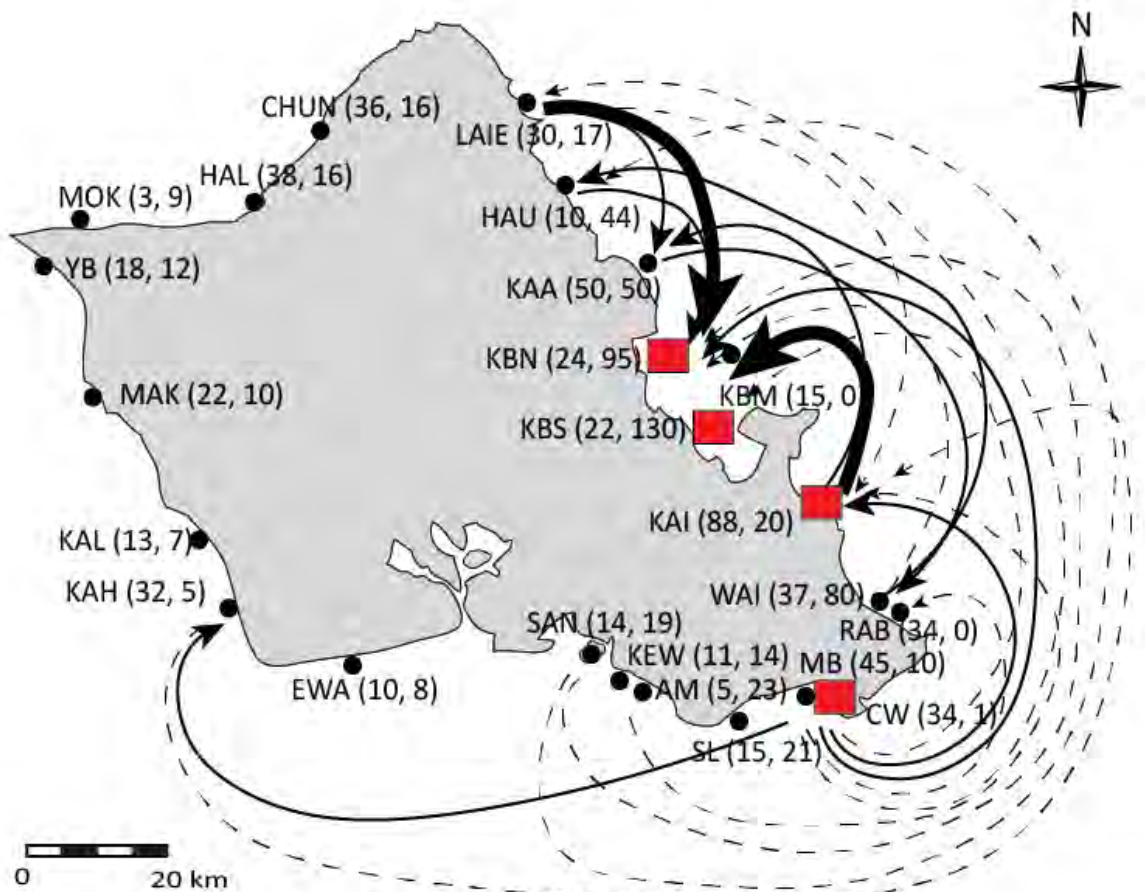 N
CHUN (36, 16)
LAIE (30, 17)
HAL (38, 16)
MOK (3, 9)
HAU (10, 44)
YB (18, 12)
KAA (50, 50)
KBN (24, 95)
MAK (22, 10)
KBM (15, 0
KBS (22, 130)
KAI (88, 20)
KAL (13, 7)
KAH (32, 5)
WAI (37, 80)
RAB (34, 0)
SAN (14, 19)
KEW (11, 14)
MB (45, 10)
EWA (10, 8)
AM (5, 23)
CW (34, 1)
SL (15, 21)
0
20 km